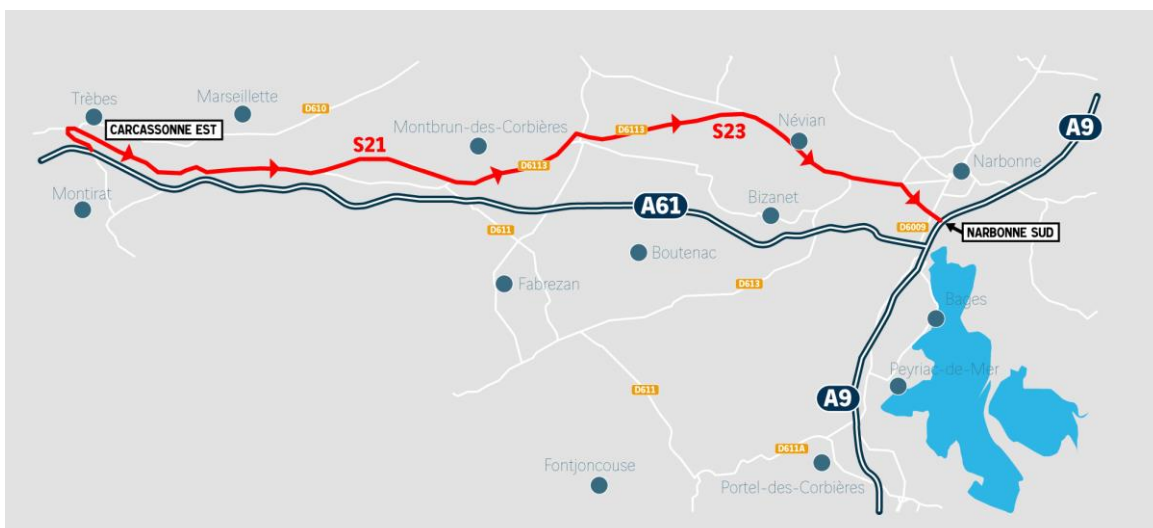 A9
Trèbes
Marseillette
D610
CARCASSONNE EST
Montbrun-des-Corbières
D6113
S23
Névian
S21
D6113
Narbonne
Montirat
A61
Bizanet
D611
D6009
NARBONNE SUD
Boutenac
Fabrezan
D613
Bages
Peyriac-de-Mer
D611
A9
D611A
Fontjoncouse
Portel-des-Corbières